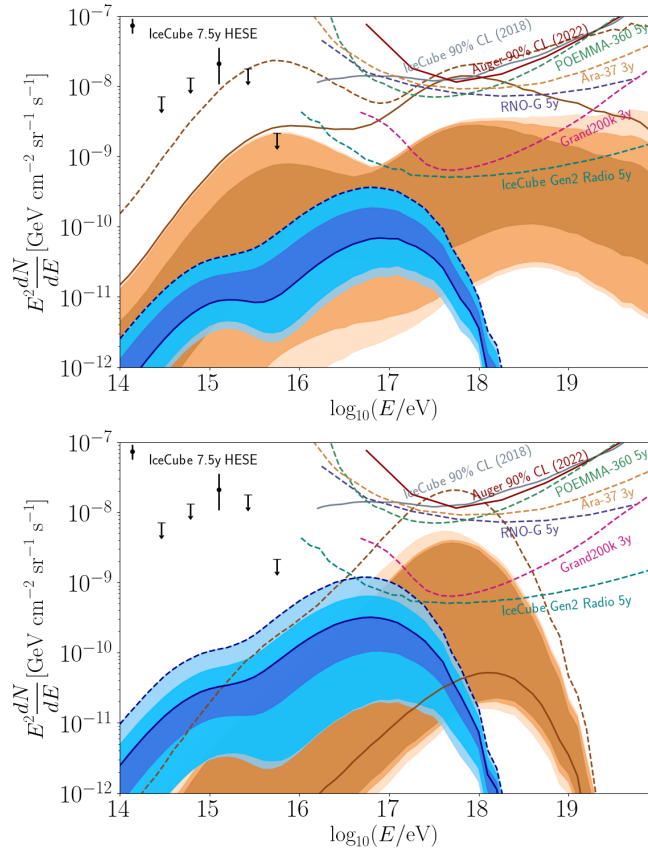 10⁻⁷
10⁻⁸
10⁻⁹
10⁻¹⁰
10⁻¹¹
10⁻¹²
E² dN/dE [GeV cm⁻² sr⁻¹ s⁻¹]
IceCube 7.5y HESE
IceCube 90% CL (2018)
Auger 90% CL (2022)
POEMMA-360 5y
Ara-37 3y
RNO-G 5y
Grand200k 3y
IceCube Gen2 Radio 5y
14 15 16 17 18 19
log₁₀(E/eV)
10⁻⁷
10⁻⁸
10⁻⁹
10⁻¹⁰
10⁻¹¹
10⁻¹²
E² dN/dE [GeV cm⁻² sr⁻¹ s⁻¹]
IceCube 7.5y HESE
IceCube 90% CL (2018)
Auger 90% CL (2022)
POEMMA-360 5y
Ara-37 3y
RNO-G 5y
Grand200k 3y
IceCube Gen2 Radio 5y
14 15 16 17 18 19
log₁₀(E/eV)